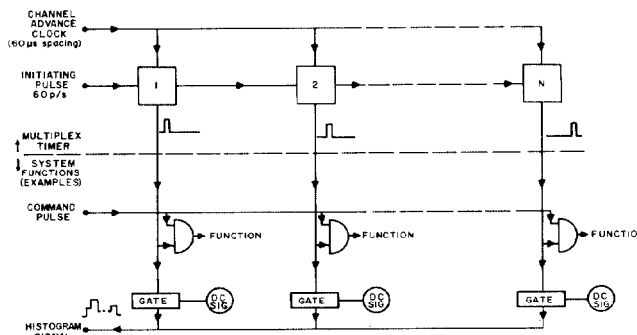 CHANNEL
ADVANCE
CLOCK
(60µs spacing)
INITIATING
PULSE
60 p/s
1
2
N
MULTIPLEX
TIMER
SYSTEM
FUNCTIONS
(EXAMPLES)
COMMAND
PULSE
FUNCTION
FUNCTION
FUNCTIO
GATE
DC
SIG
GATE
DC
SIG
GATE
DC
SIG
HISTOGRAM
SIGNAL